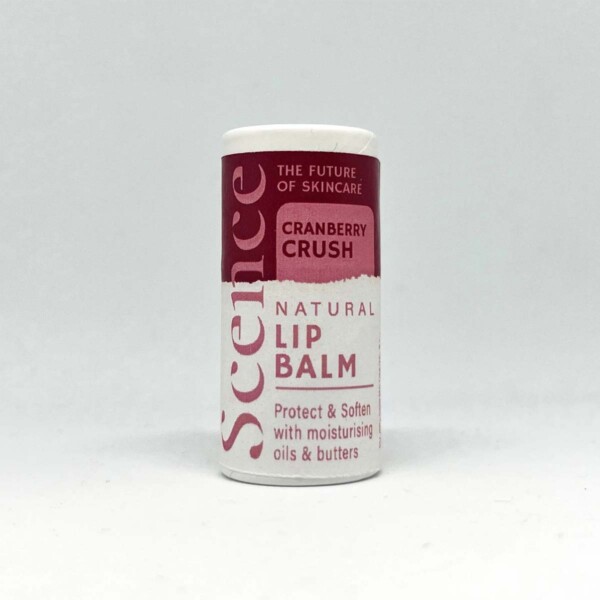 Scence
THE FUTURE
OF SKINCARE
CRANBERRY
CRUSH
NATURAL
LIP
BALM
Protect & Soften
with moisturising
oils & butters